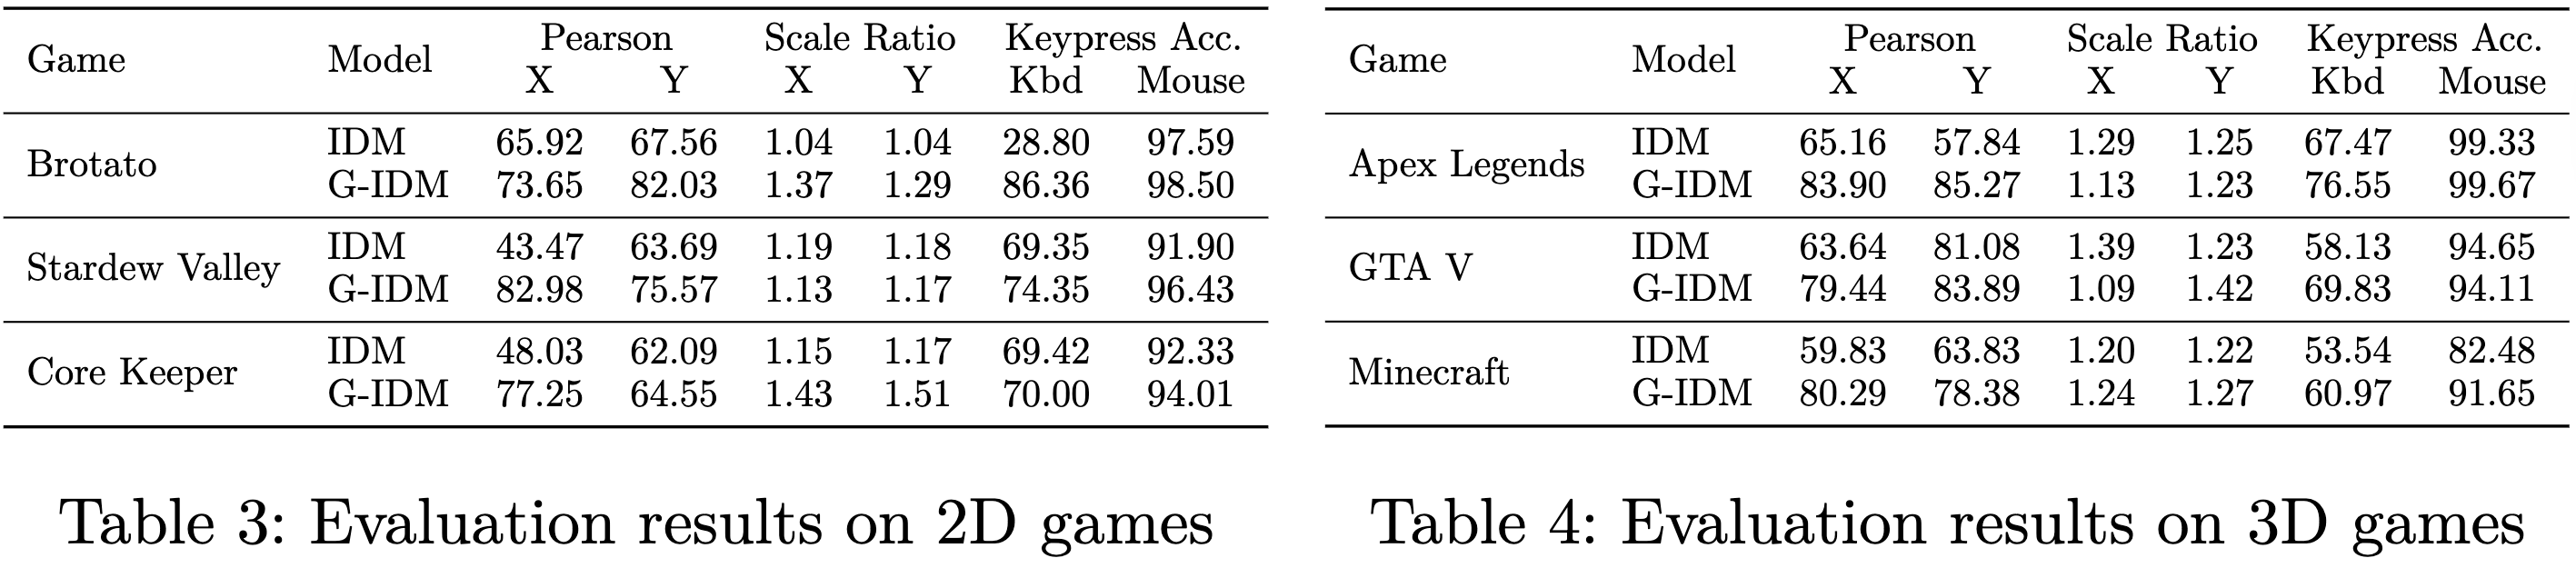 Game Model Pearson Scale Ratio Keypress Acc.
X Y X Y Kbd Mouse
Brotato IDM 65.92 67.56 1.04 1.04 28.80 97.59
G-IDM 73.65 82.03 1.37 1.29 86.36 98.50
Stardew Valley IDM 43.47 63.69 1.19 1.18 69.35 91.90
G-IDM 82.98 75.57 1.13 1.17 74.35 96.43
Core Keeper IDM 48.03 62.09 1.15 1.17 69.42 92.33
G-IDM 77.25 64.55 1.43 1.51 70.00 94.01
Table 3: Evaluation results on 2D games
Game Model Pearson Scale Ratio Keypress Acc.
X Y X Y Kbd Mouse
Apex Legends IDM 65.16 57.84 1.29 1.25 67.47 99.33
G-IDM 83.90 85.27 1.13 1.23 76.55 99.67
GTA V IDM 63.64 81.08 1.39 1.23 58.13 94.65
G-IDM 79.44 83.89 1.09 1.42 69.83 94.11
Minecraft IDM 59.83 63.83 1.20 1.22 53.54 82.48
G-IDM 80.29 78.38 1.24 1.27 60.97 91.65
Table 4: Evaluation results on 3D games